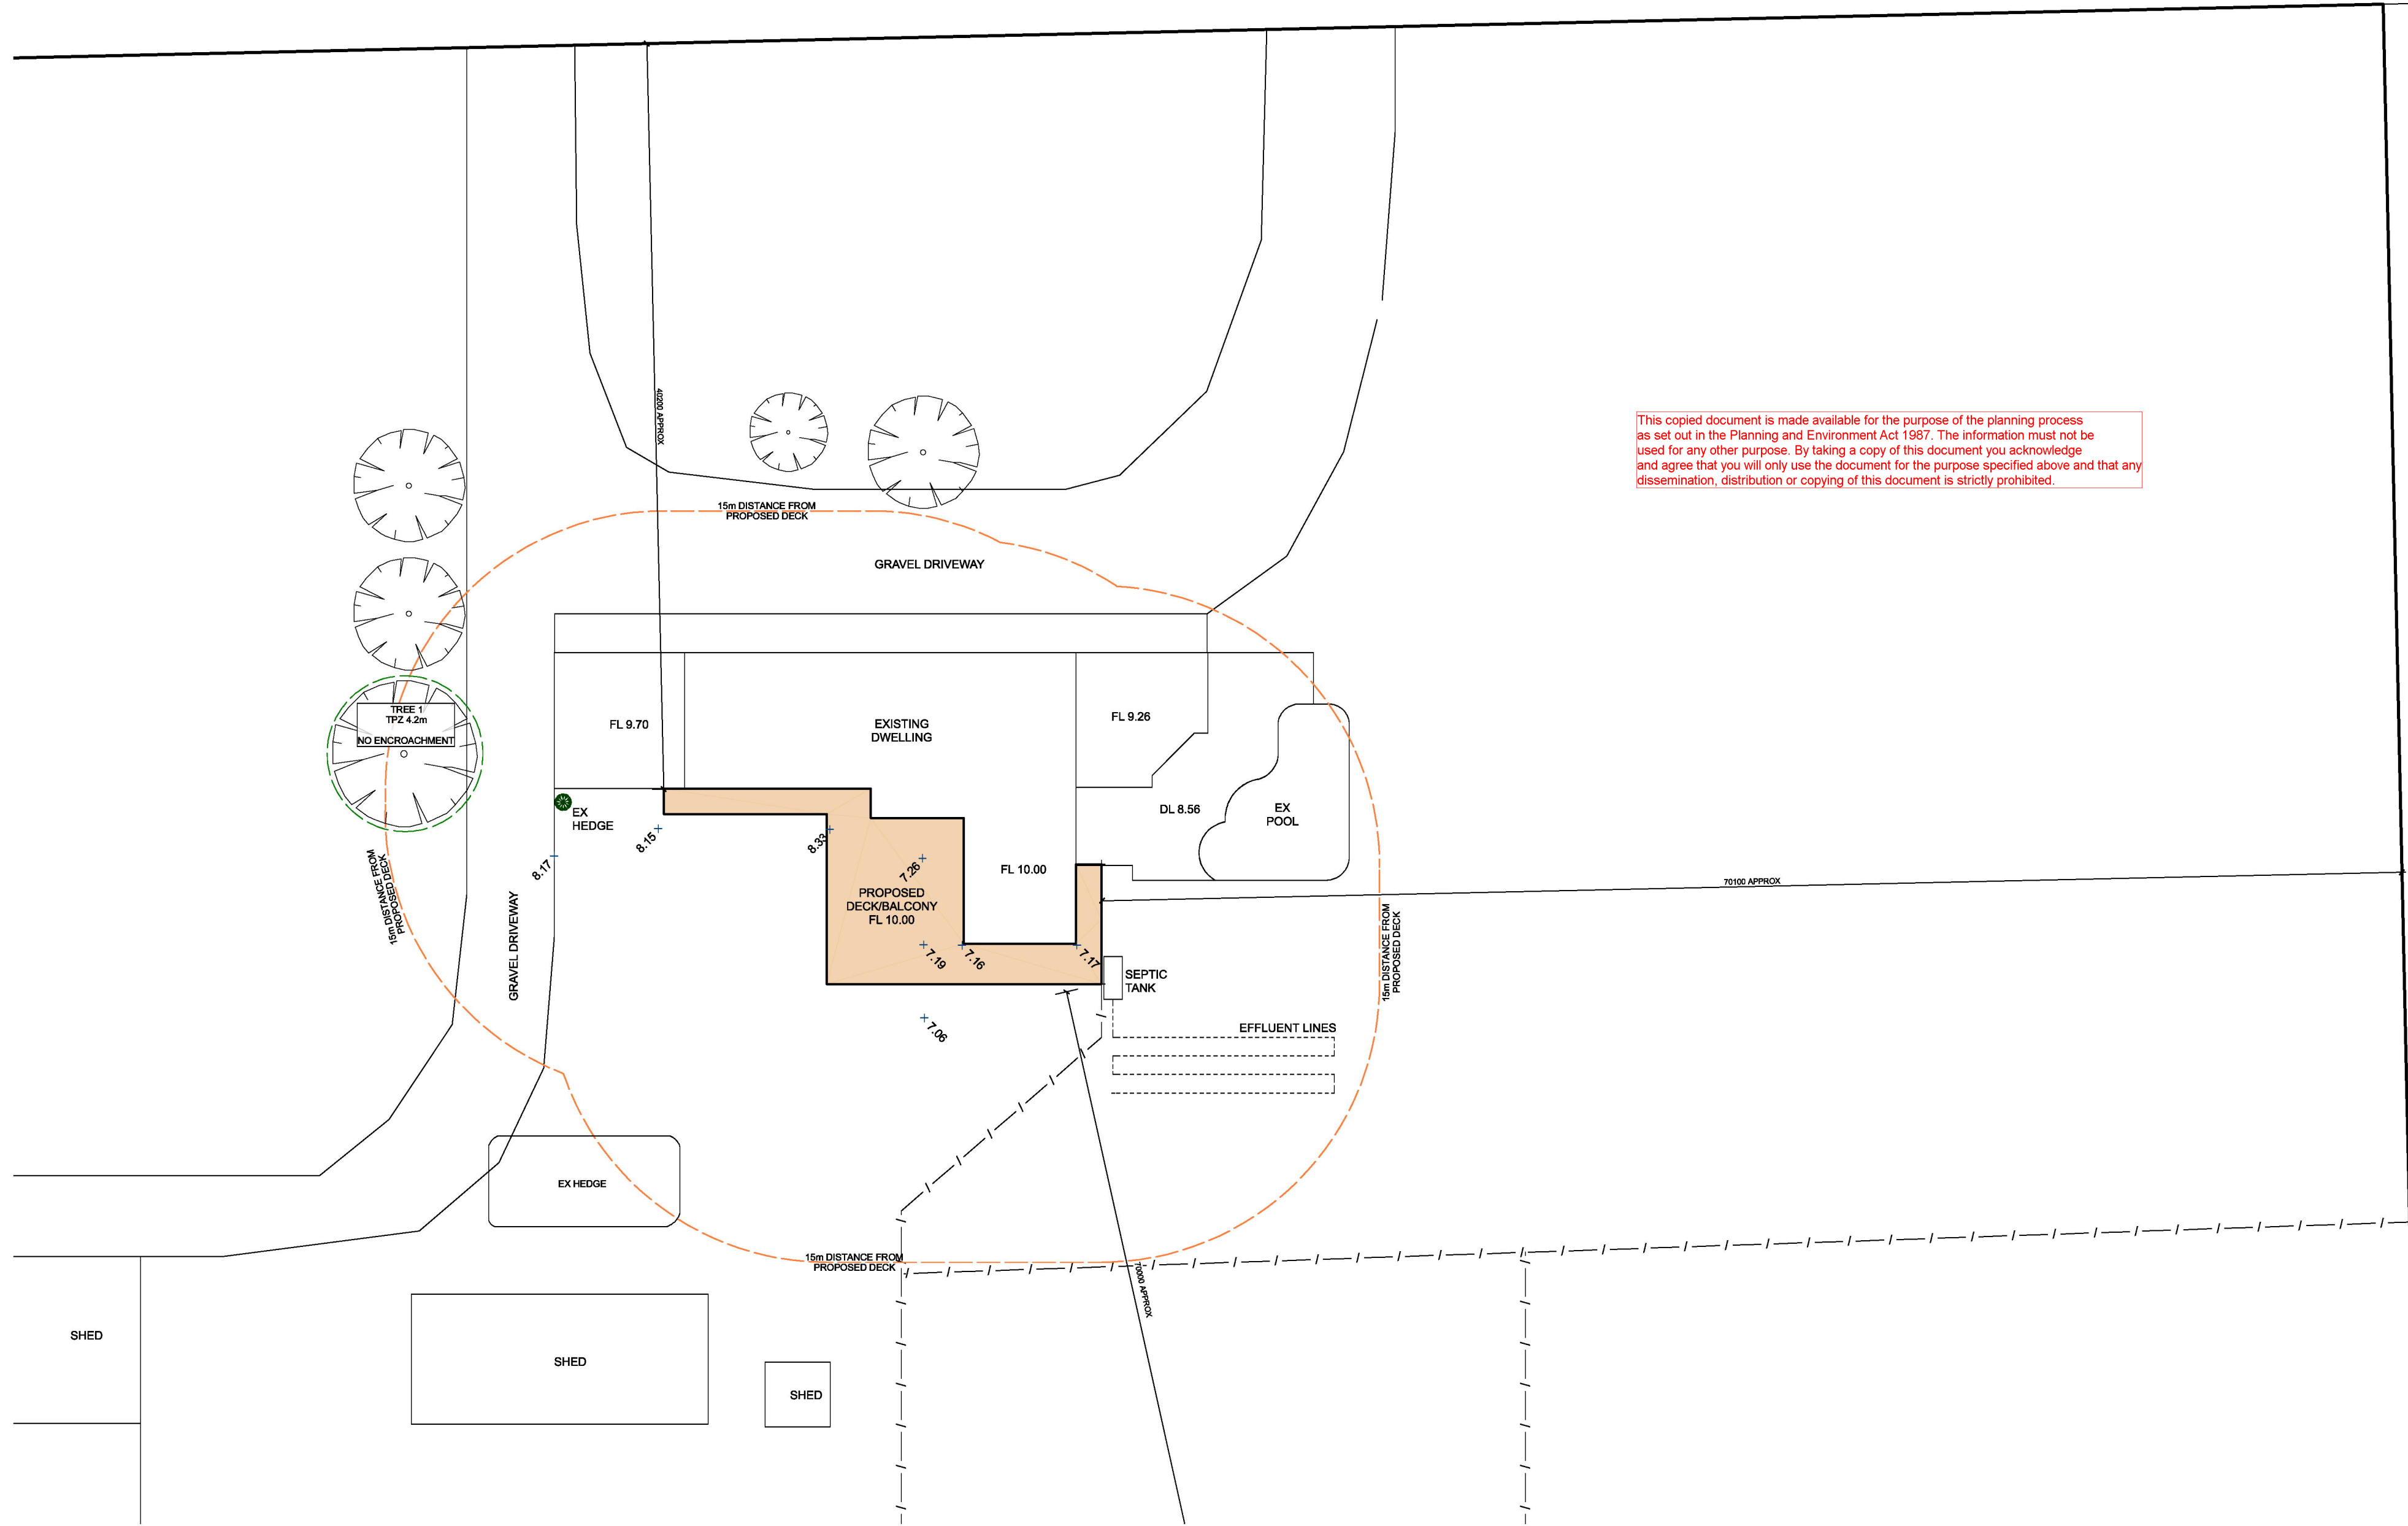 40200 APPROX
This copied document is made available for the purpose of the planning process
as set out in the Planning and Environment Act 1987. The information must not be
used for any other purpose. By taking a copy of this document you acknowledge
and agree that you will only use the document for the purpose specified above and that any
dissemination, distribution or copying of this document is strictly prohibited.
15m DISTANCE FROM
PROPOSED DECK
GRAVEL DRIVEWAY
TREE 1
TPZ 4.2m
NO ENCROACHMENT
FL 9.70
EXISTING
DWELLING
FL 9.26
EX
HEDGE
DL 8.56
EX
POOL
8.15
8.33
8.17
7.26
FL 10.00
70100 APPROX
15m DISTANCE FROM
PROPOSED DECK
GRAVEL DRIVEWAY
PROPOSED
DECK/BALCONY
FL 10.00
15m DISTANCE FROM
PROPOSED DECK
7.19
7.16
7.17
SEPTIC
TANK
7.06
EFFLUENT LINES
EX HEDGE
15m DISTANCE FROM
PROPOSED DECK
70000 APPROX
SHED
SHED
SHED